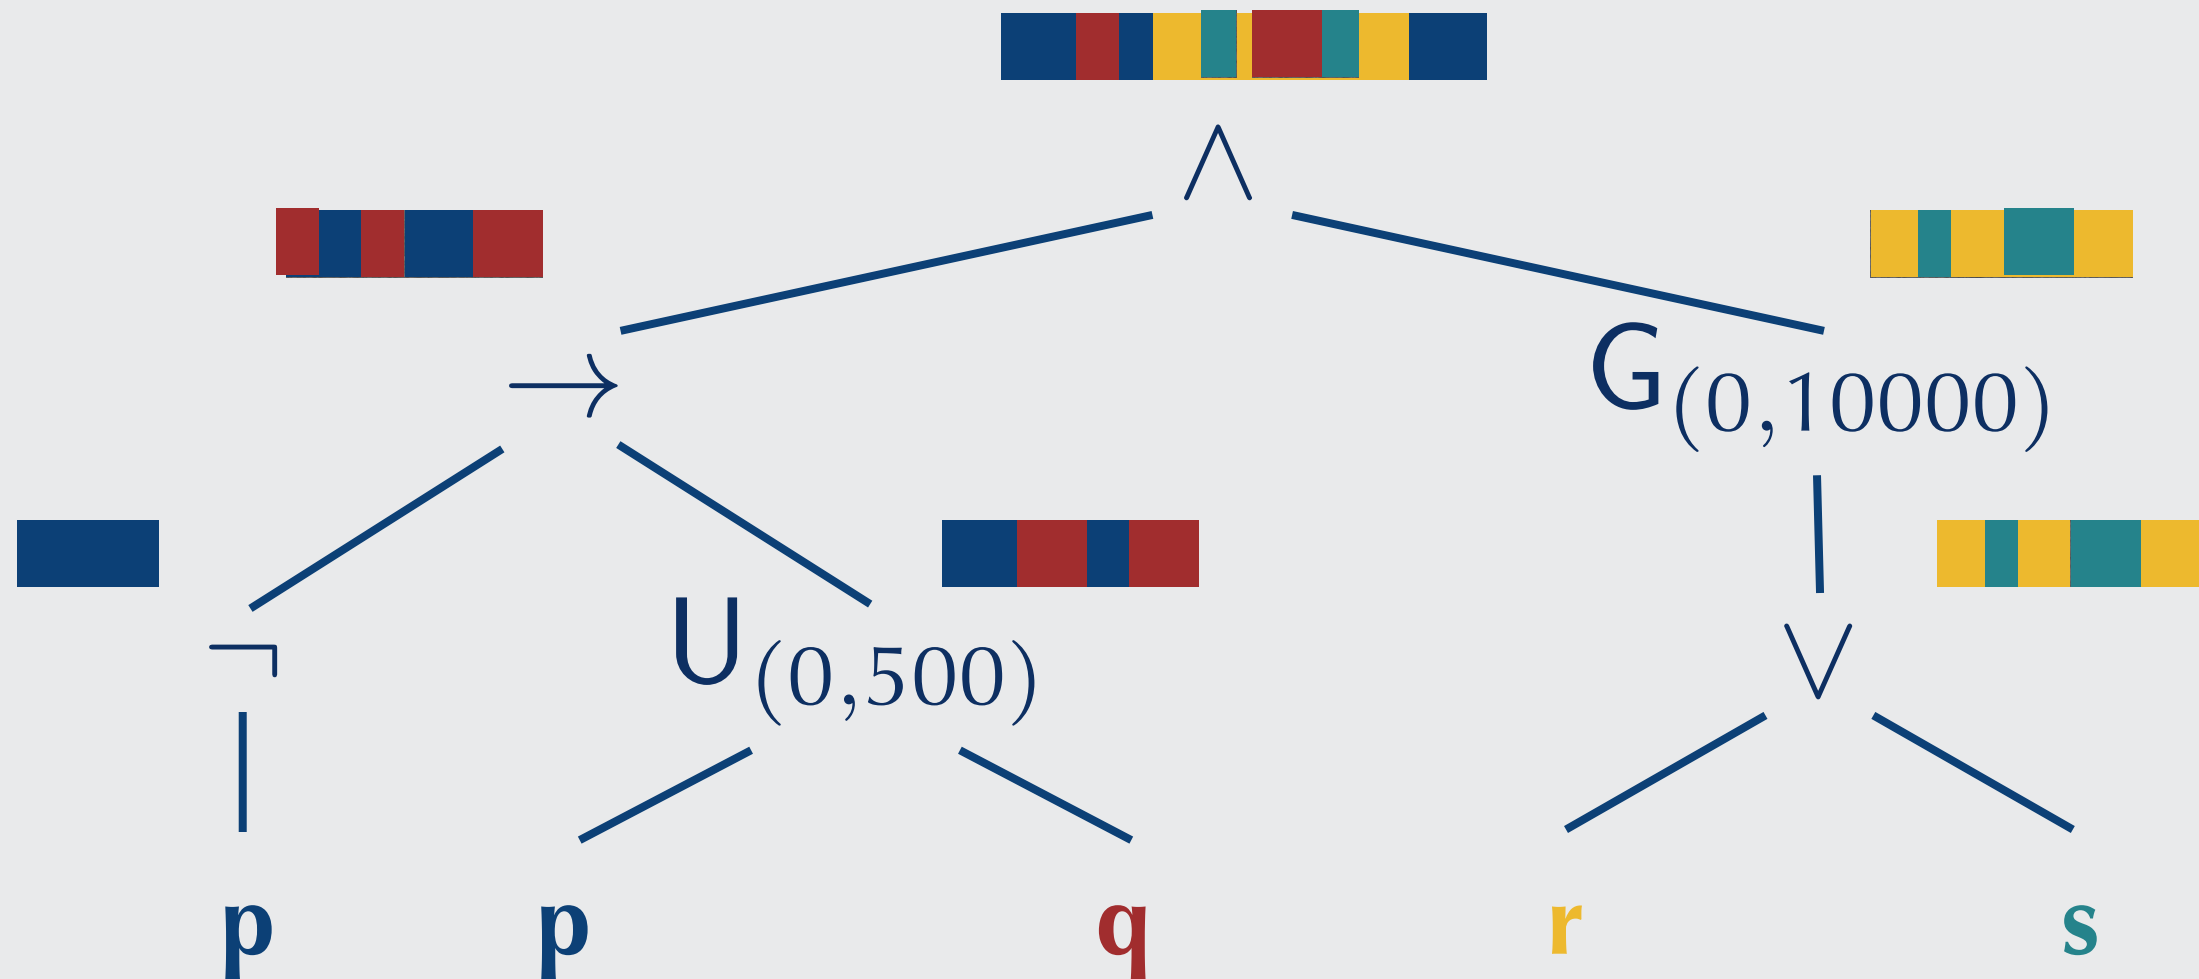 ∧
→ G(0,10000)
¬ U(0,500) ∨
p p q r s